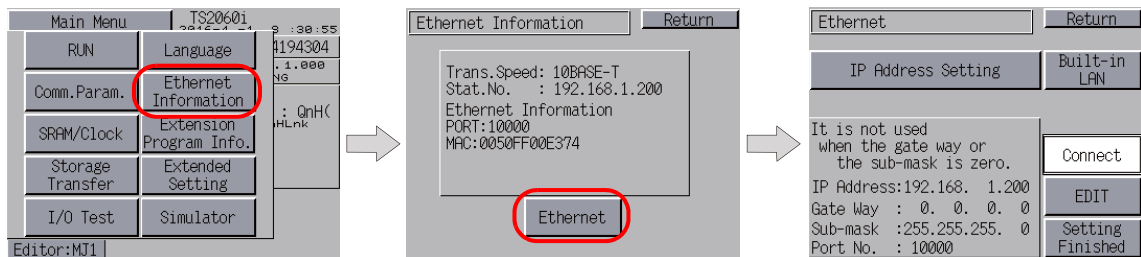 Main Menu
TS2060i
:30:55
RUN
Language
4194304
.1.000
NG
Comm.Param.
Ethernet
Information
: QnH(
HLnk
SRAM/Clock
Extension
Program Info.
Storage
Transfer
Extended
Setting
I/O Test
Simulator
Editor:MJ1
Ethernet Information
Return
Trans.Speed: 10BASE-T
Stat.No. : 192.168.1.200
Ethernet Information
PORT:10000
MAC:0050FF00E374
Ethernet
Ethernet
Return
IP Address Setting
Built-in
LAN
It is not used
when the gate way or
the sub-mask is zero.
Connect
IP Address:192.168. 1.200
EDIT
Gate Way : 0. 0. 0. 0
Sub-mask :255.255.255. 0
Port No. : 10000
Setting
Finished